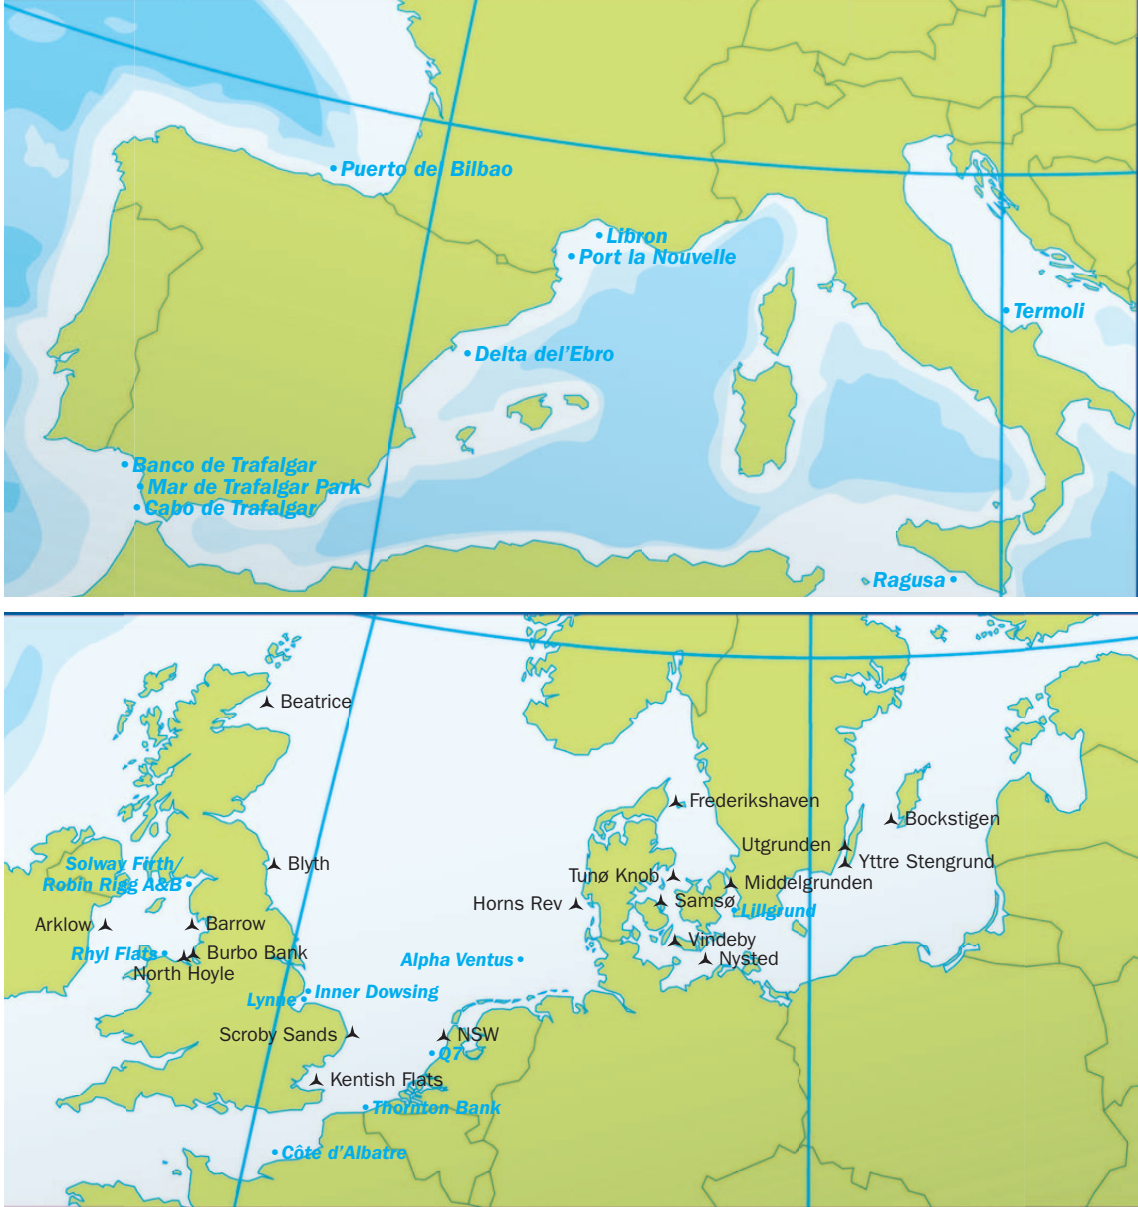 Puerto del Bilbao
Libron
Port la Nouvelle
Termoli
Delta del’Ebro
Banco de Trafalgar
Mar de Trafalgar Park
Cabo de Trafalgar
Ragusa
Beatrice
Frederikshaven
Bockstigen
Utgrunden
Blyth
Yttre Stengrund
Solway Firth/
Robin Rigg A&B
Tunø Knob
Middelgrunden
Horns Rev
Samsø
Lillgrund
Arklow
Barrow
Vindeby
Rhyl Flats
Burbo Bank
Alpha Ventus
Nysted
North Hoyle
Inner Dowsing
Lynne
Scroby Sands
NSW
Q7
Kentish Flats
Thornton Bank
Côte d’Albatre